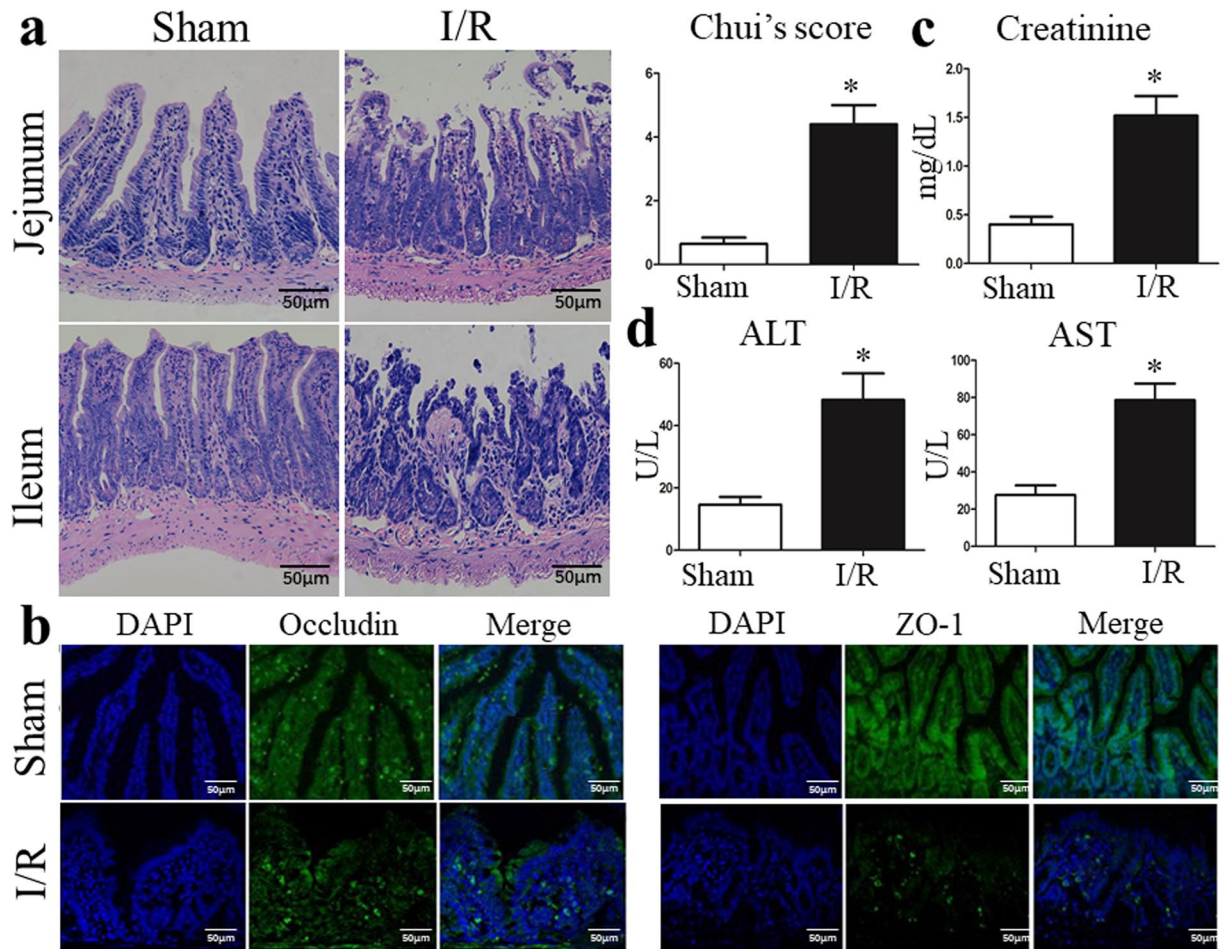 a
Sham
I/R
Jejunum
50µm
50µm
Ileum
50µm
50µm
Chui's score
6
4
2
0
Sham
I/R
*
c
Creatinine
mg/dL
2.0
1.5
1.0
0.5
0.0
Sham
I/R
*
d
ALT
U/L
60
40
20
0
Sham
I/R
*
AST
U/L
100
80
60
40
20
0
Sham
I/R
*
b
DAPI
Occludin
Merge
DAPI
ZO-1
Merge
Sham
50µm
50µm
50µm
50µm
50µm
50µm
I/R
50µm
50µm
50µm
50µm
50µm
50µm